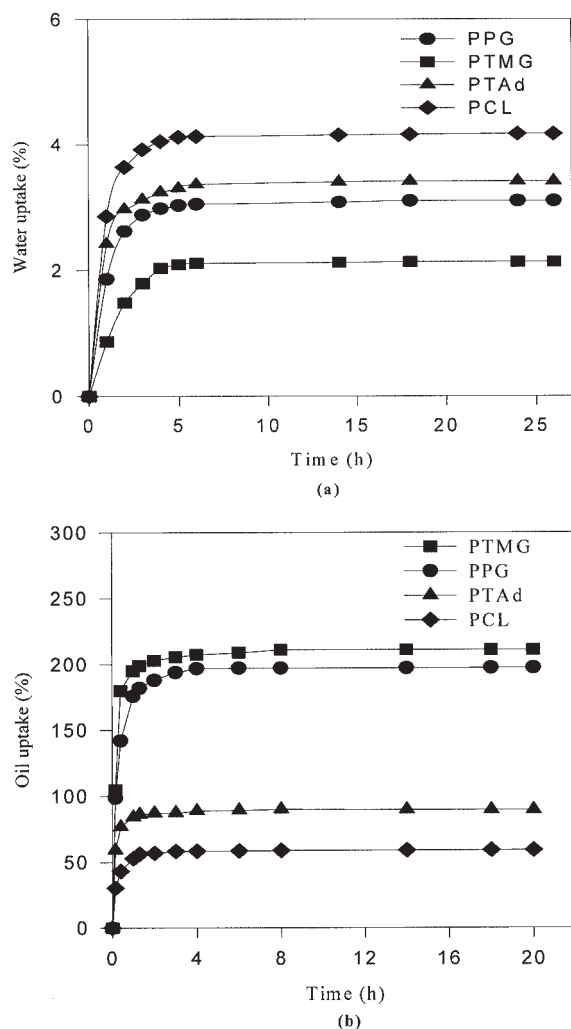 6
4
2
0
Water uptake (%)
PPG
PTMG
PTAd
PCL
0 5 10 15 20 25
Time (h)
(a)
300
250
200
150
100
50
0
Oil uptake (%)
PTMG
PPG
PTAd
PCL
0 4 8 12 16 20
Time (h)
(b)